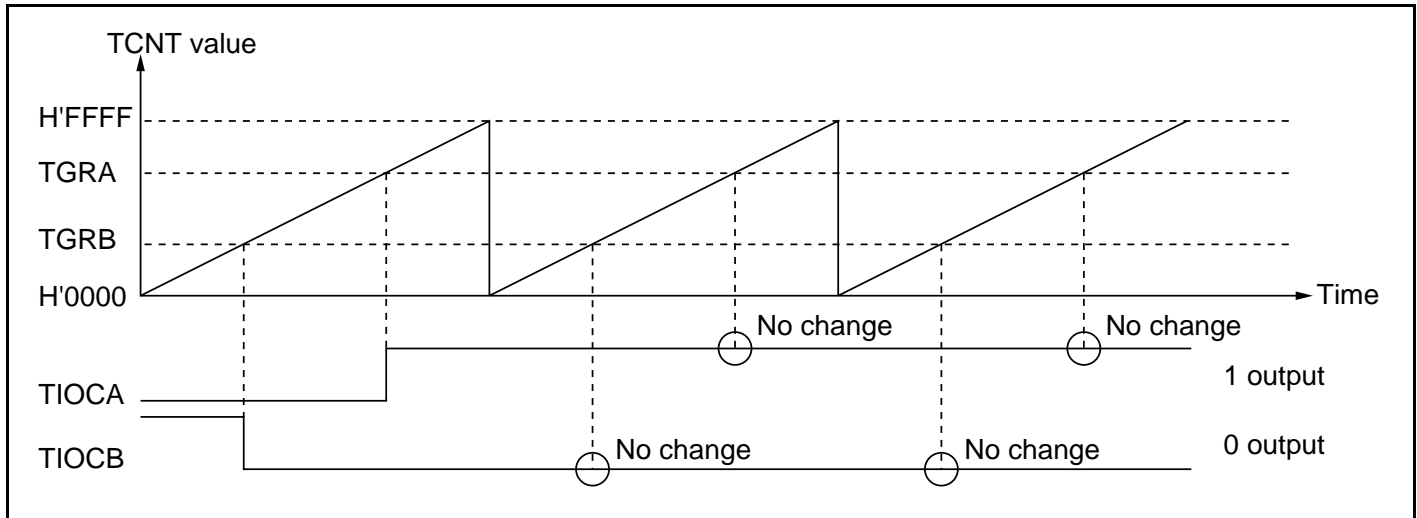 TCNT value
H'FFFF
TGRA
TGRB
H'0000
Time
No change
No change
1 output
TIOCA
No change
No change
0 output
TIOCB